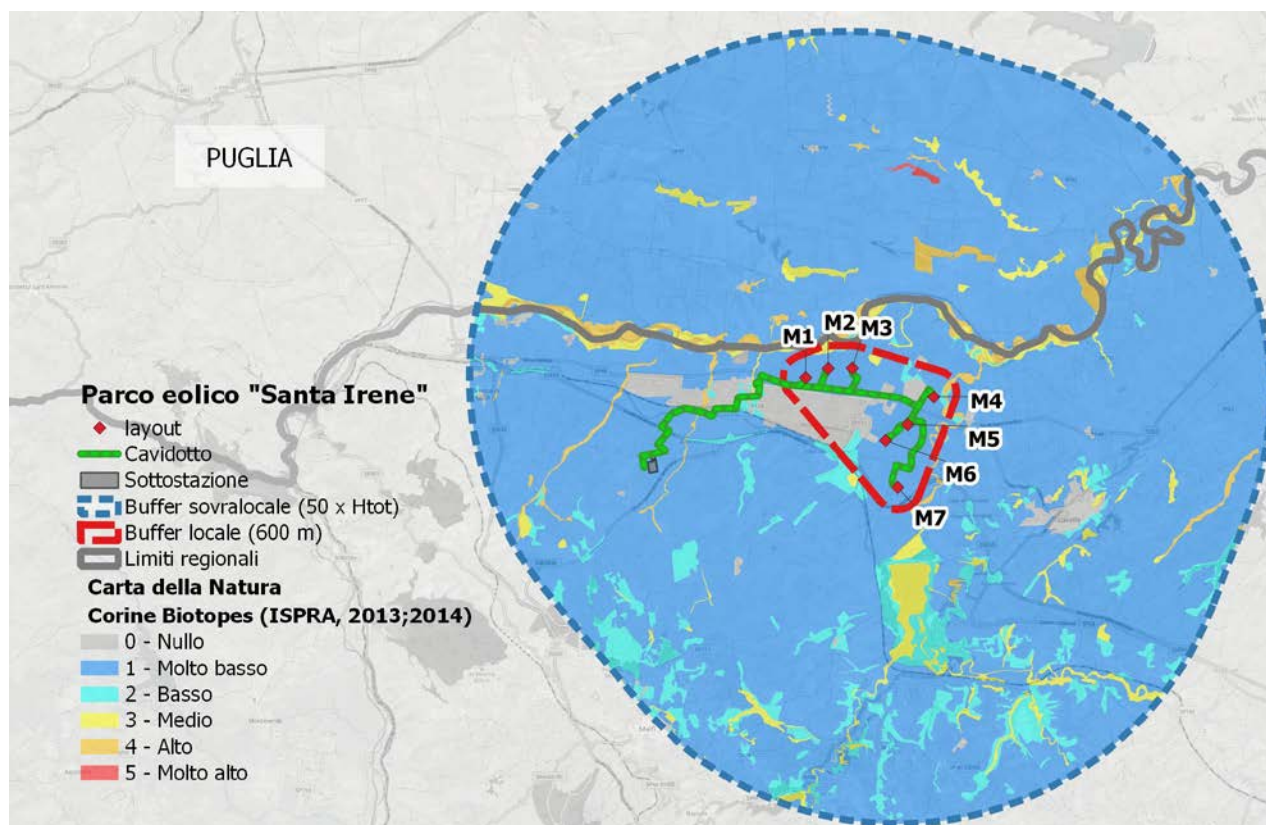 PUGLIA
M1
M2
M3
M4
M5
M6
M7
Parco eolico "Santa Irene"
layout
Cavidotto
Sottostazione
Buffer sovralocale (50 x Htot)
Buffer locale (600 m)
Limiti regionali
Carta della Natura
Corine Biotopes (ISPRA, 2013;2014)
0 - Nullo
1 - Molto basso
2 - Basso
3 - Medio
4 - Alto
5 - Molto alto